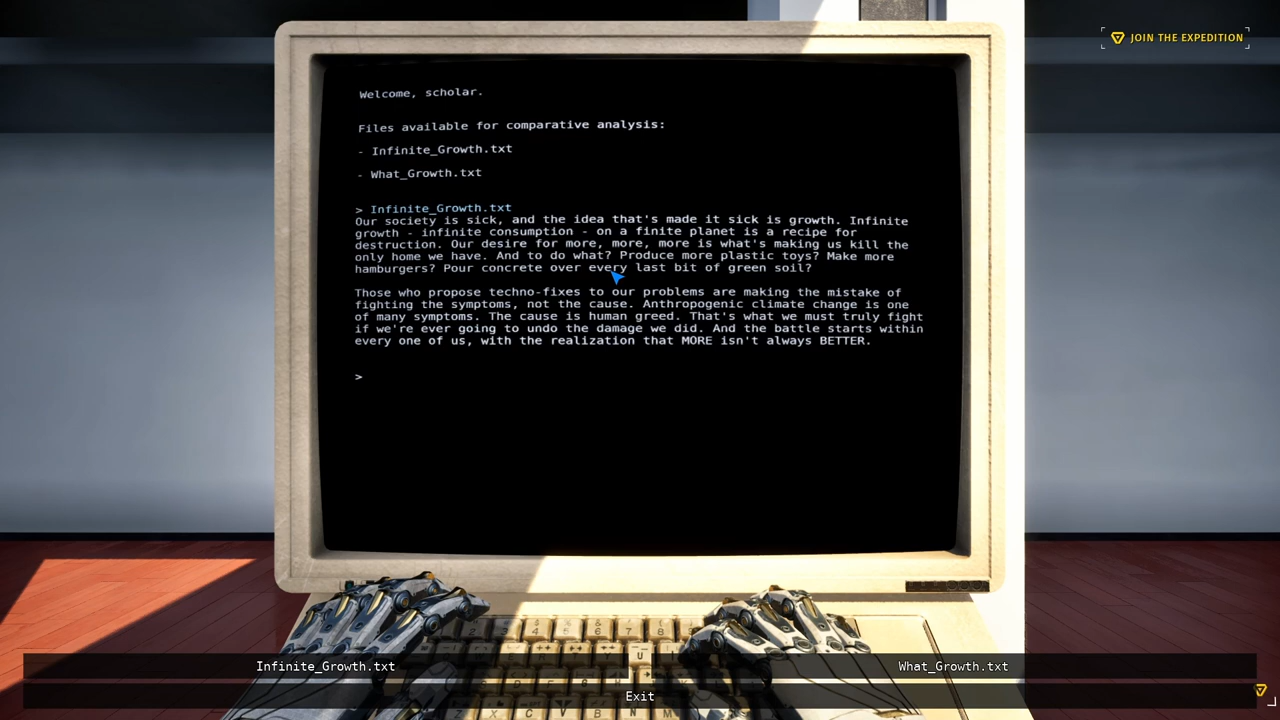 JOIN THE EXPEDITION
Welcome, scholar.
Files available for comparative analysis:
- Infinite_Growth.txt
- What_Growth.txt
> Infinite_Growth.txt
Our society is sick, and the idea that's made it sick is growth. Infinite
growth - infinite consumption - on a finite planet is a recipe for
destruction. Our desire for more, more, more is what's making us kill the
only home we have. And to do what? Produce more plastic toys? Make more
hamburgers? Pour concrete over every last bit of green soil?
Those who propose techno-fixes to our problems are making the mistake of
fighting the symptoms, not the cause. Anthropogenic climate change is one
of many symptoms. The cause is human greed. That's what we must truly fight
if we're ever going to undo the damage we did. And the battle starts within
every one of us, with the realization that MORE isn't always BETTER.
>
Infinite_Growth.txt
What_Growth.txt
Exit